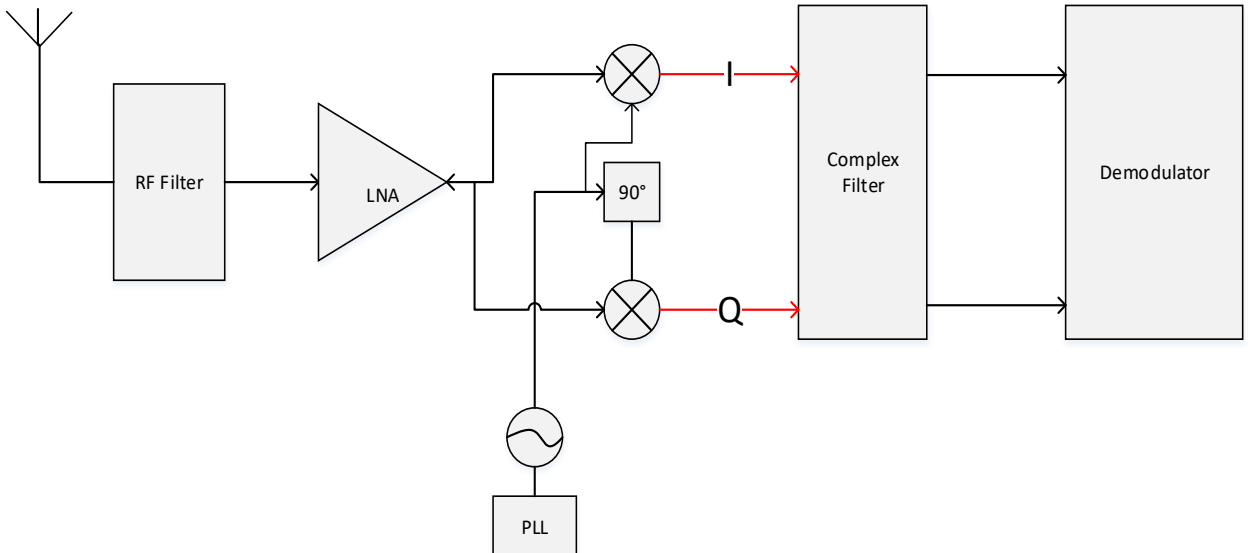 RF Filter
LNA
90°
I
Q
Complex
Filter
Demodulator
PLL